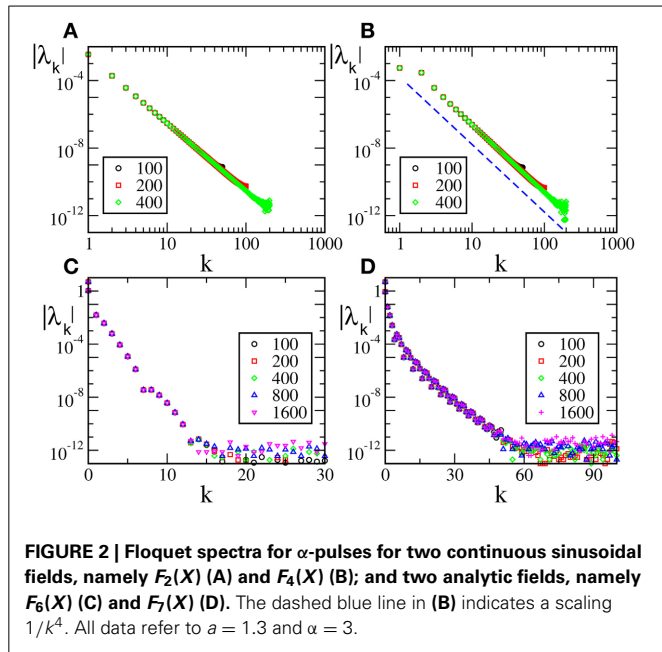 A
|λk|
10-4
10-8
10-12
100
200
400
1
10
100
1000
k
B
|λk|
10-4
10-8
10-12
100
200
400
1
10
100
1000
k
C
|λk|
1
10-4
10-8
10-12
100
200
400
800
1600
0
10
20
30
k
D
|λk|
1
10-4
10-8
10-12
100
200
400
800
1600
0
30
60
90
k
FIGURE 2 | Floquet spectra for α-pulses for two continuous sinusoidal
fields, namely F2(X) (A) and F4(X) (B); and two analytic fields, namely
F6(X) (C) and F7(X) (D). The dashed blue line in (B) indicates a scaling
1/k4. All data refer to a = 1.3 and α = 3.